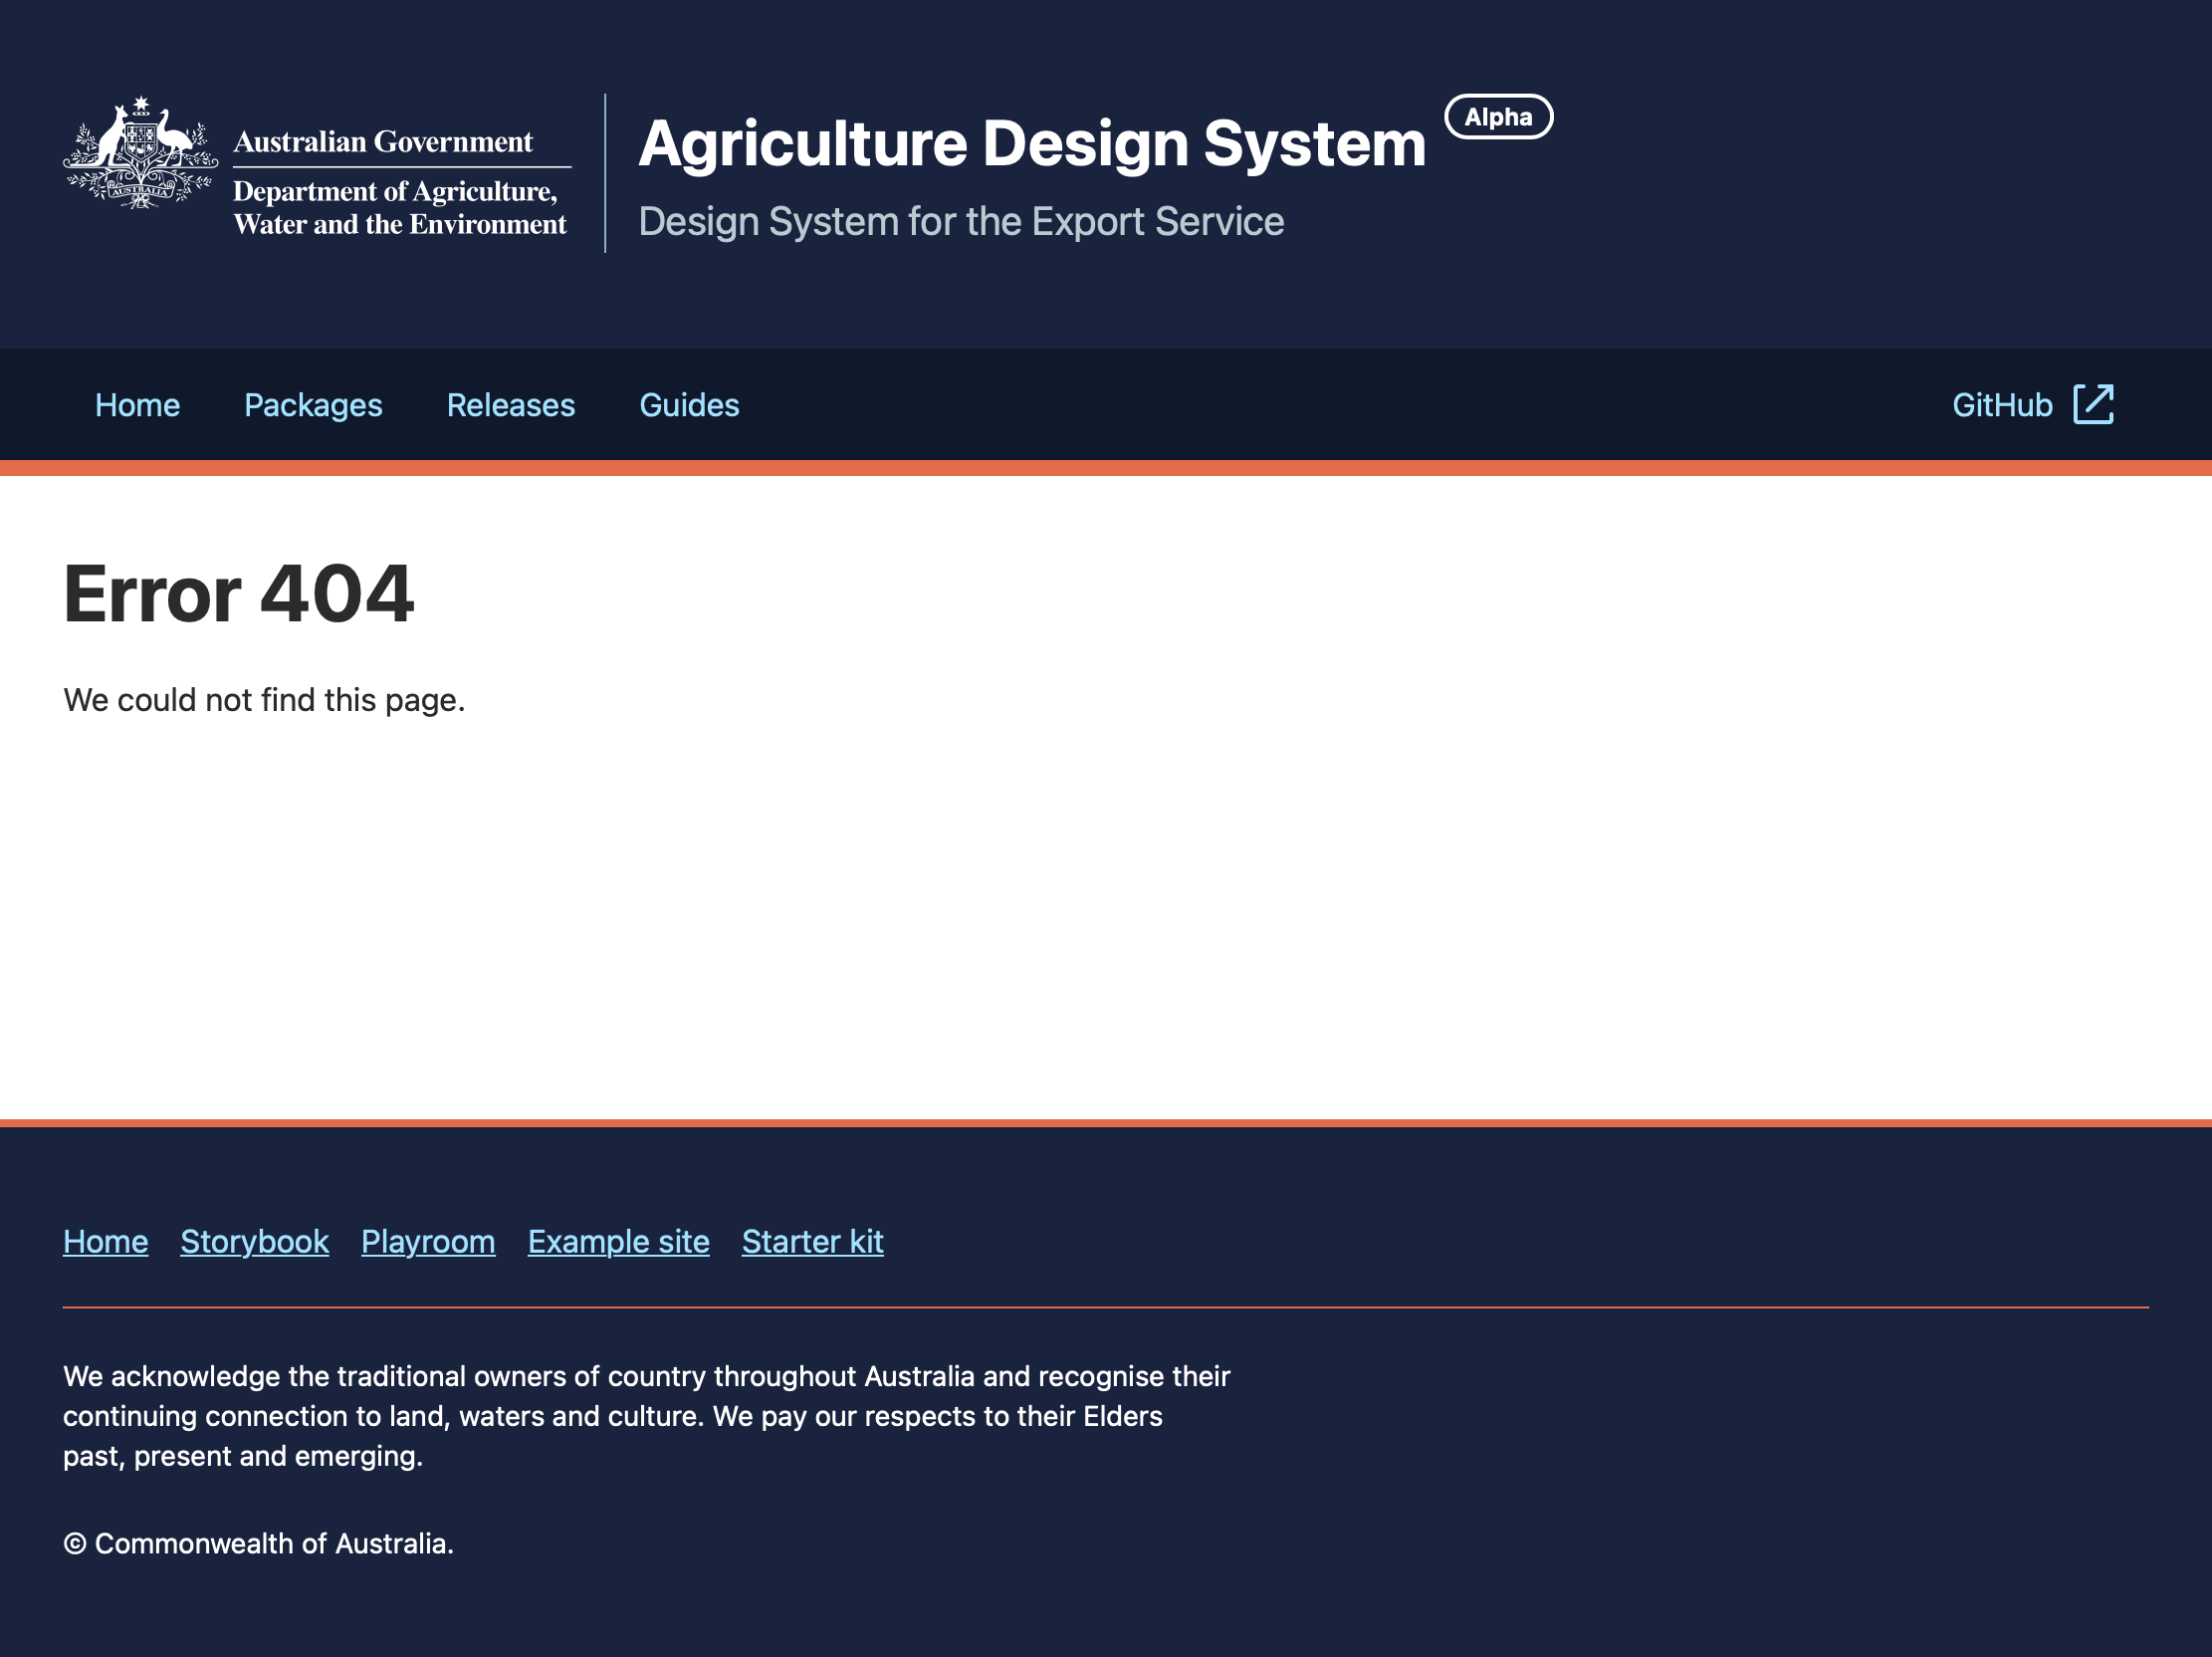 Australian Government
Department of Agriculture,
Water and the Environment
AUSTRALIA
Agriculture Design System
Alpha
Design System for the Export Service
Home
Packages
Releases
Guides
GitHub
Error 404
We could not find this page.
Home
Storybook
Playroom
Example site
Starter kit
We acknowledge the traditional owners of country throughout Australia and recognise their
continuing connection to land, waters and culture. We pay our respects to their Elders
past, present and emerging.
© Commonwealth of Australia.